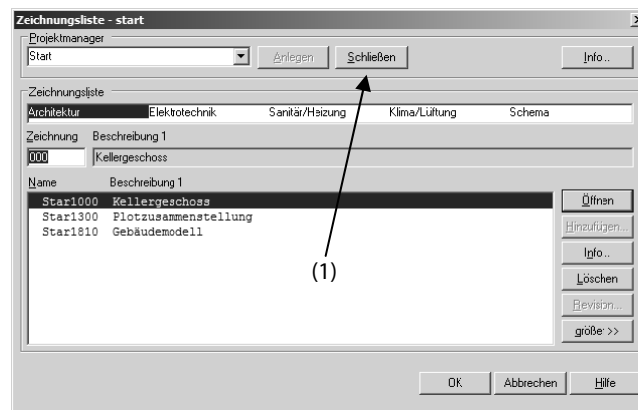 Zeichnungsliste - start
Projektmanager
Start Anlegen Schließen Info..
Zeichnungsliste
Architektur Elektrotechnik Sanitär/Heizung Klima/Lüftung Schema
Zeichnung Beschreibung 1
000 Kellergeschoss
Name Beschreibung 1
Star1000 Kellergeschoss Öffnen
Star1300 Plotzusammenstellung
Star1810 Gebäudemodell Hinzufügen...
Info..
(1)
Löschen
Revision...
größer >>
OK Abbrechen Hilfe